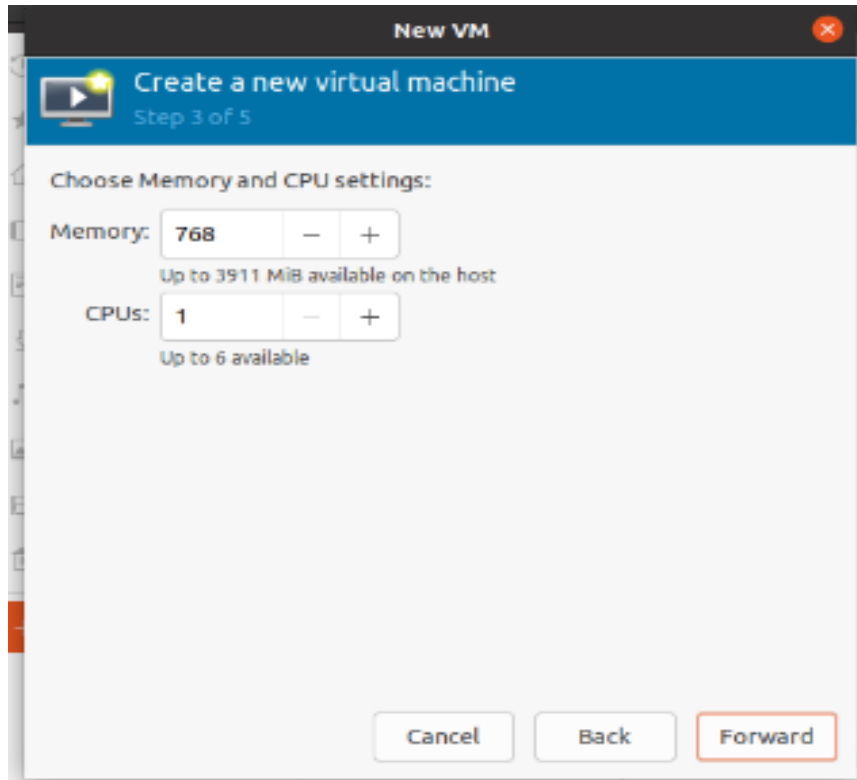 New VM
Create a new virtual machine
Step 3 of 5
Choose Memory and CPU settings:
Memory: 768 − +
Up to 3911 MiB available on the host
CPUs: 1 − +
Up to 6 available
Cancel Back Forward